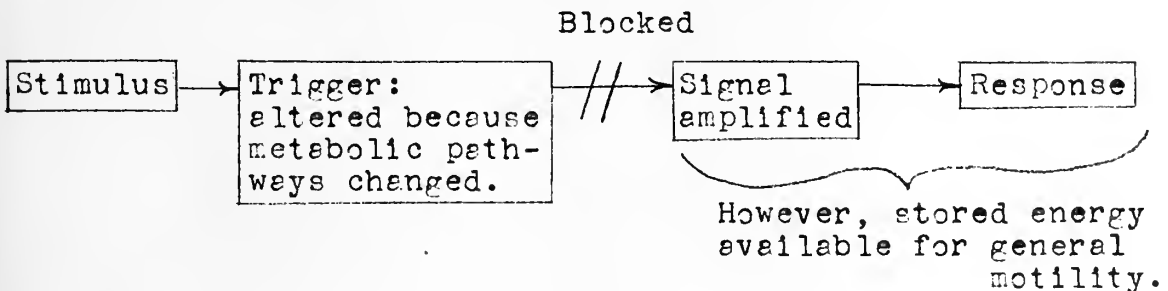 Blocked
Stimulus
Trigger:
altered because
metabolic path-
ways changed.
Signal
amplified
Response
However, stored energy
available for general
motility.